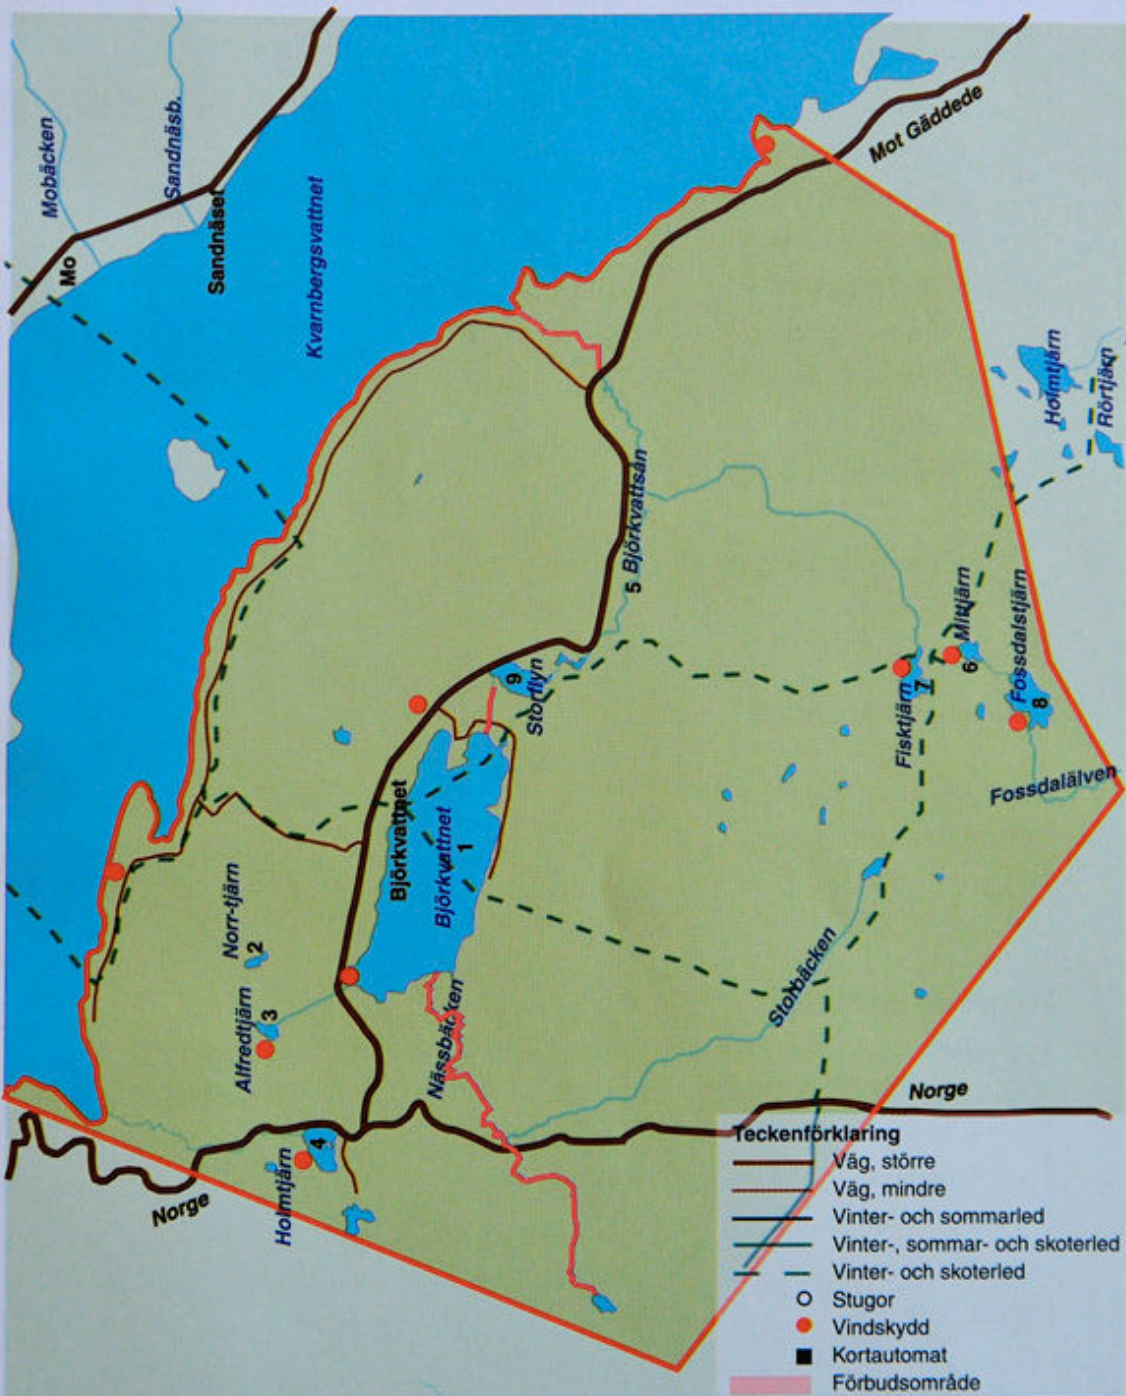 Mobäcken
Sandnäsb.
Mo
Sandnäset
Kvarnbergsvattnet
Mot Gäddede
Holmtjärn
Rörtjärn
5 Björkvattsån
Mittjärn
6
Fossdalstjärn
8
Fisktjärn
7
Fossdalälven
9
Storflyn
Björkvattnet
Björkvattnet
1
Norr-tjärn
2
Alfredtjärn
3
Nässbäcken
Storbäcken
Holmtjärn
4
Norge
Norge
Teckenförklaring
Väg, större
Väg, mindre
Vinter- och sommarled
Vinter-, sommar- och skoterled
Vinter- och skoterled
Stugor
Vindskydd
Kortautomat
Förbudsområde